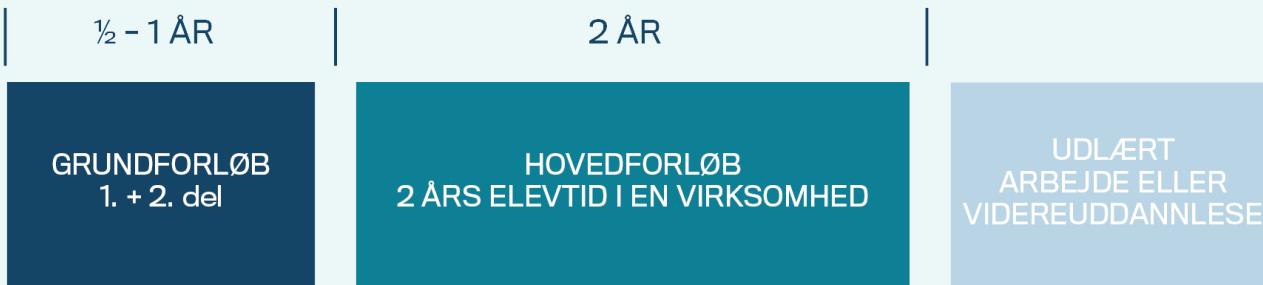 ½ – 1 ÅR
2 ÅR
GRUNDFORLØB
1. + 2. del
HOVEDFORLØB
2 ÅRS ELEVTID I EN VIRKSOMHED
UDLÆRT
ARBEJDE ELLER
VIDEREUDDANNLESE